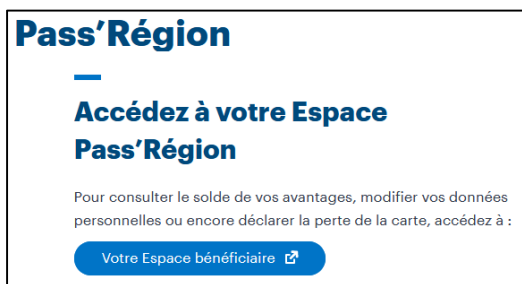 Pass'Région
Accédez à votre Espace
Pass'Région
Pour consulter le solde de vos avantages, modifier vos données
personnelles ou encore déclarer la perte de la carte, accédez à :
Votre Espace bénéficiaire